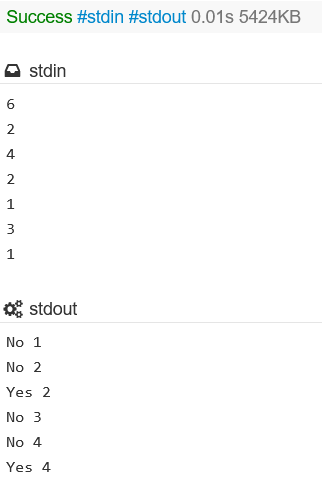 Success #stdin #stdout 0.01s 5424KB
stdin
6
2
4
2
1
3
1
stdout
No 1
No 2
Yes 2
No 3
No 4
Yes 4